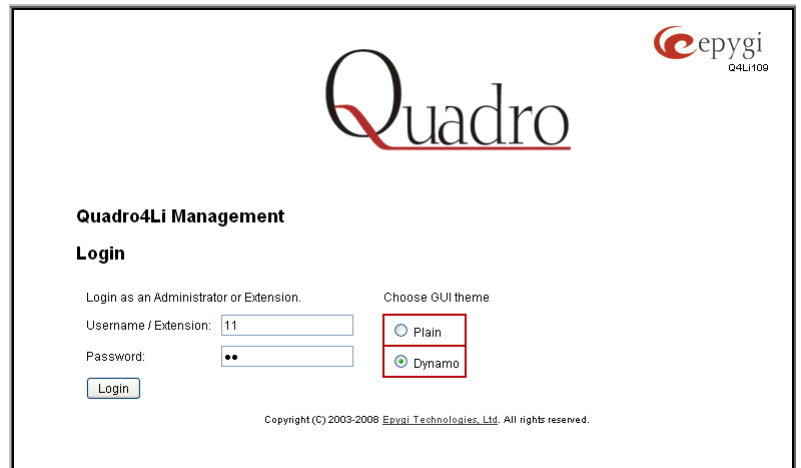 epygi
Q4Li109
Quadro
Quadro4Li Management
Login
Login as an Administrator or Extension.
Choose GUI theme
Username / Extension: 11
Plain
Password: ••
Dynamo
Login
Copyright (C) 2003-2008 Epygi Technologies, Ltd. All rights reserved.